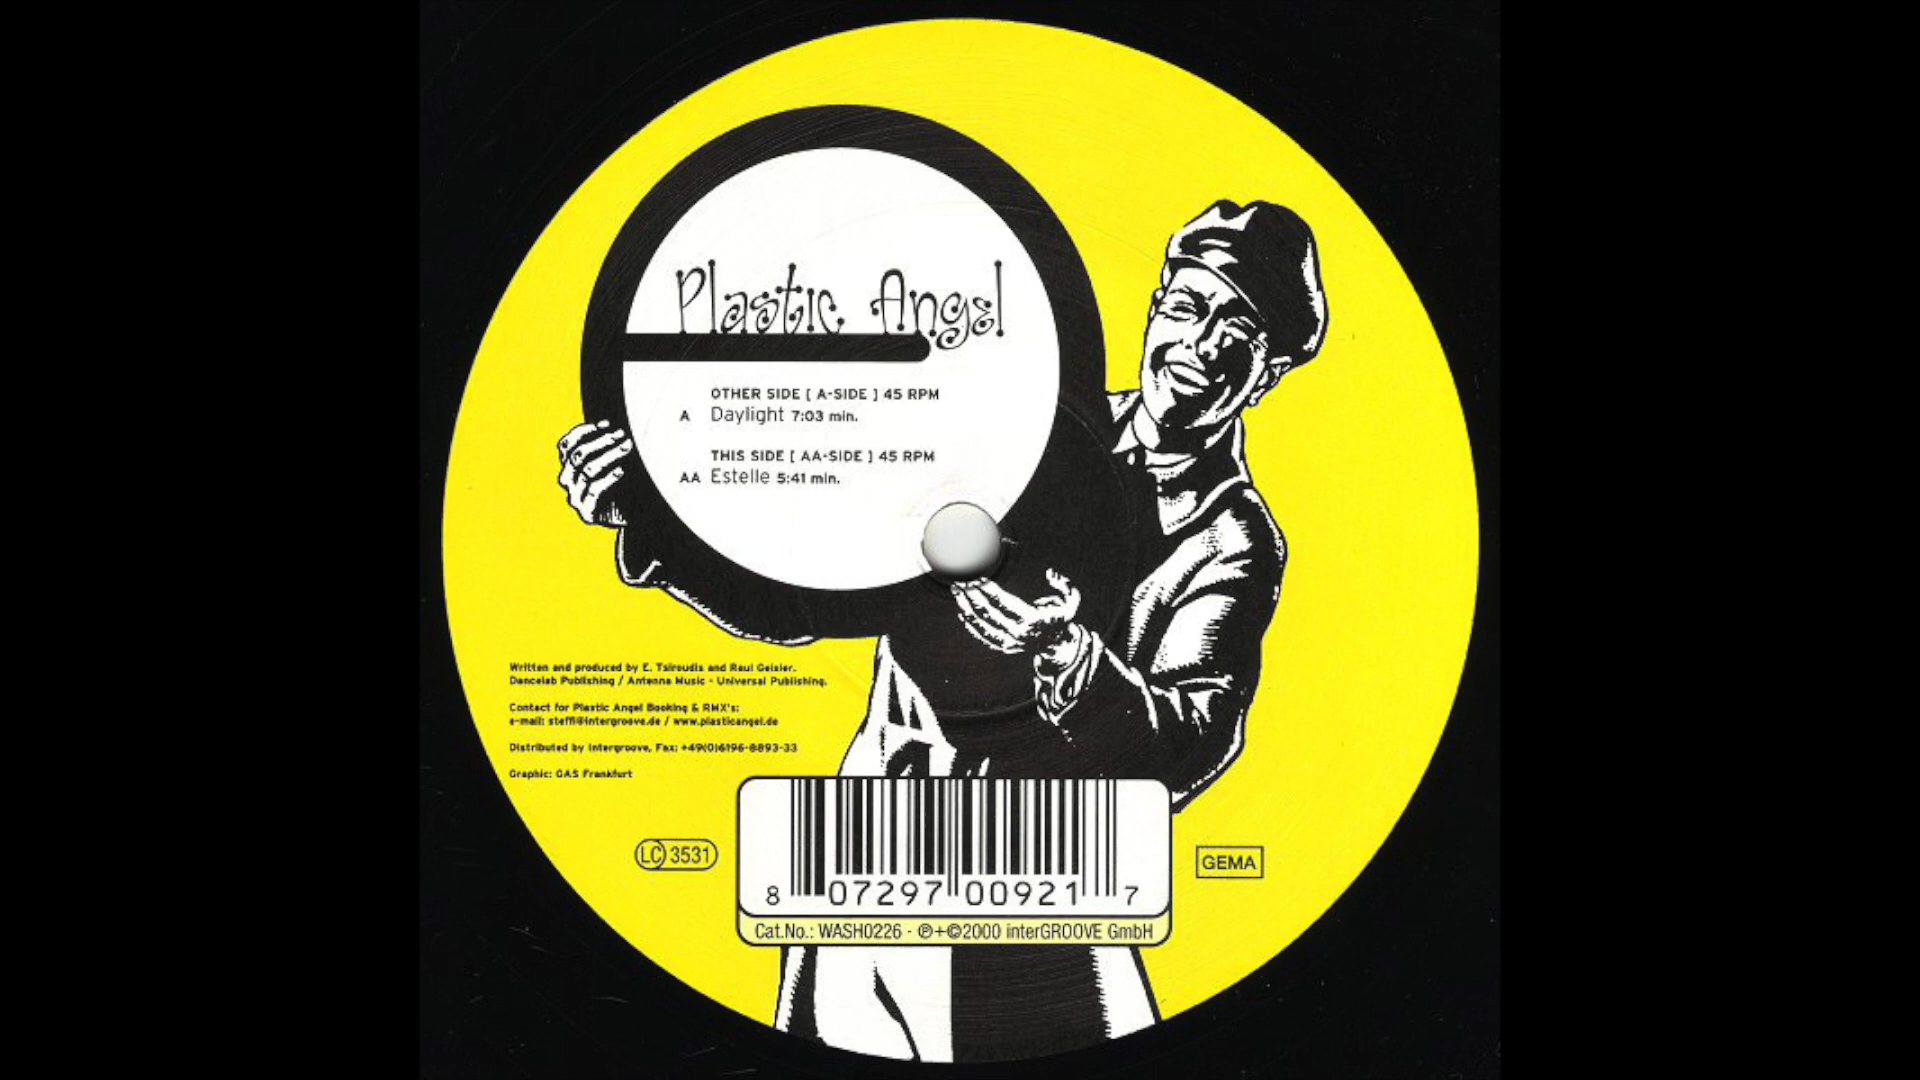 Plastic Angel
OTHER SIDE [ A-SIDE ] 45 RPM
A Daylight 7:03 min.
THIS SIDE [ AA-SIDE ] 45 RPM
AA Estelle 5:41 min.
Written and produced by E. Tsiroudis and Raul Geisler.
Dancelab Publishing / Antenna Music - Universal Publishing.
Contact for Plastic Angel Booking & RMX's:
e-mail: steffi@intergroove.de / www.plasticangel.de
Distributed by Intergroove, Fax: +49(0)6196-8893-33
Graphic: GAS Frankfurt
LC 3531
GEMA
8 07297 00921 7
Cat.No.: WASH0226 · ℗+©2000 interGROOVE GmbH